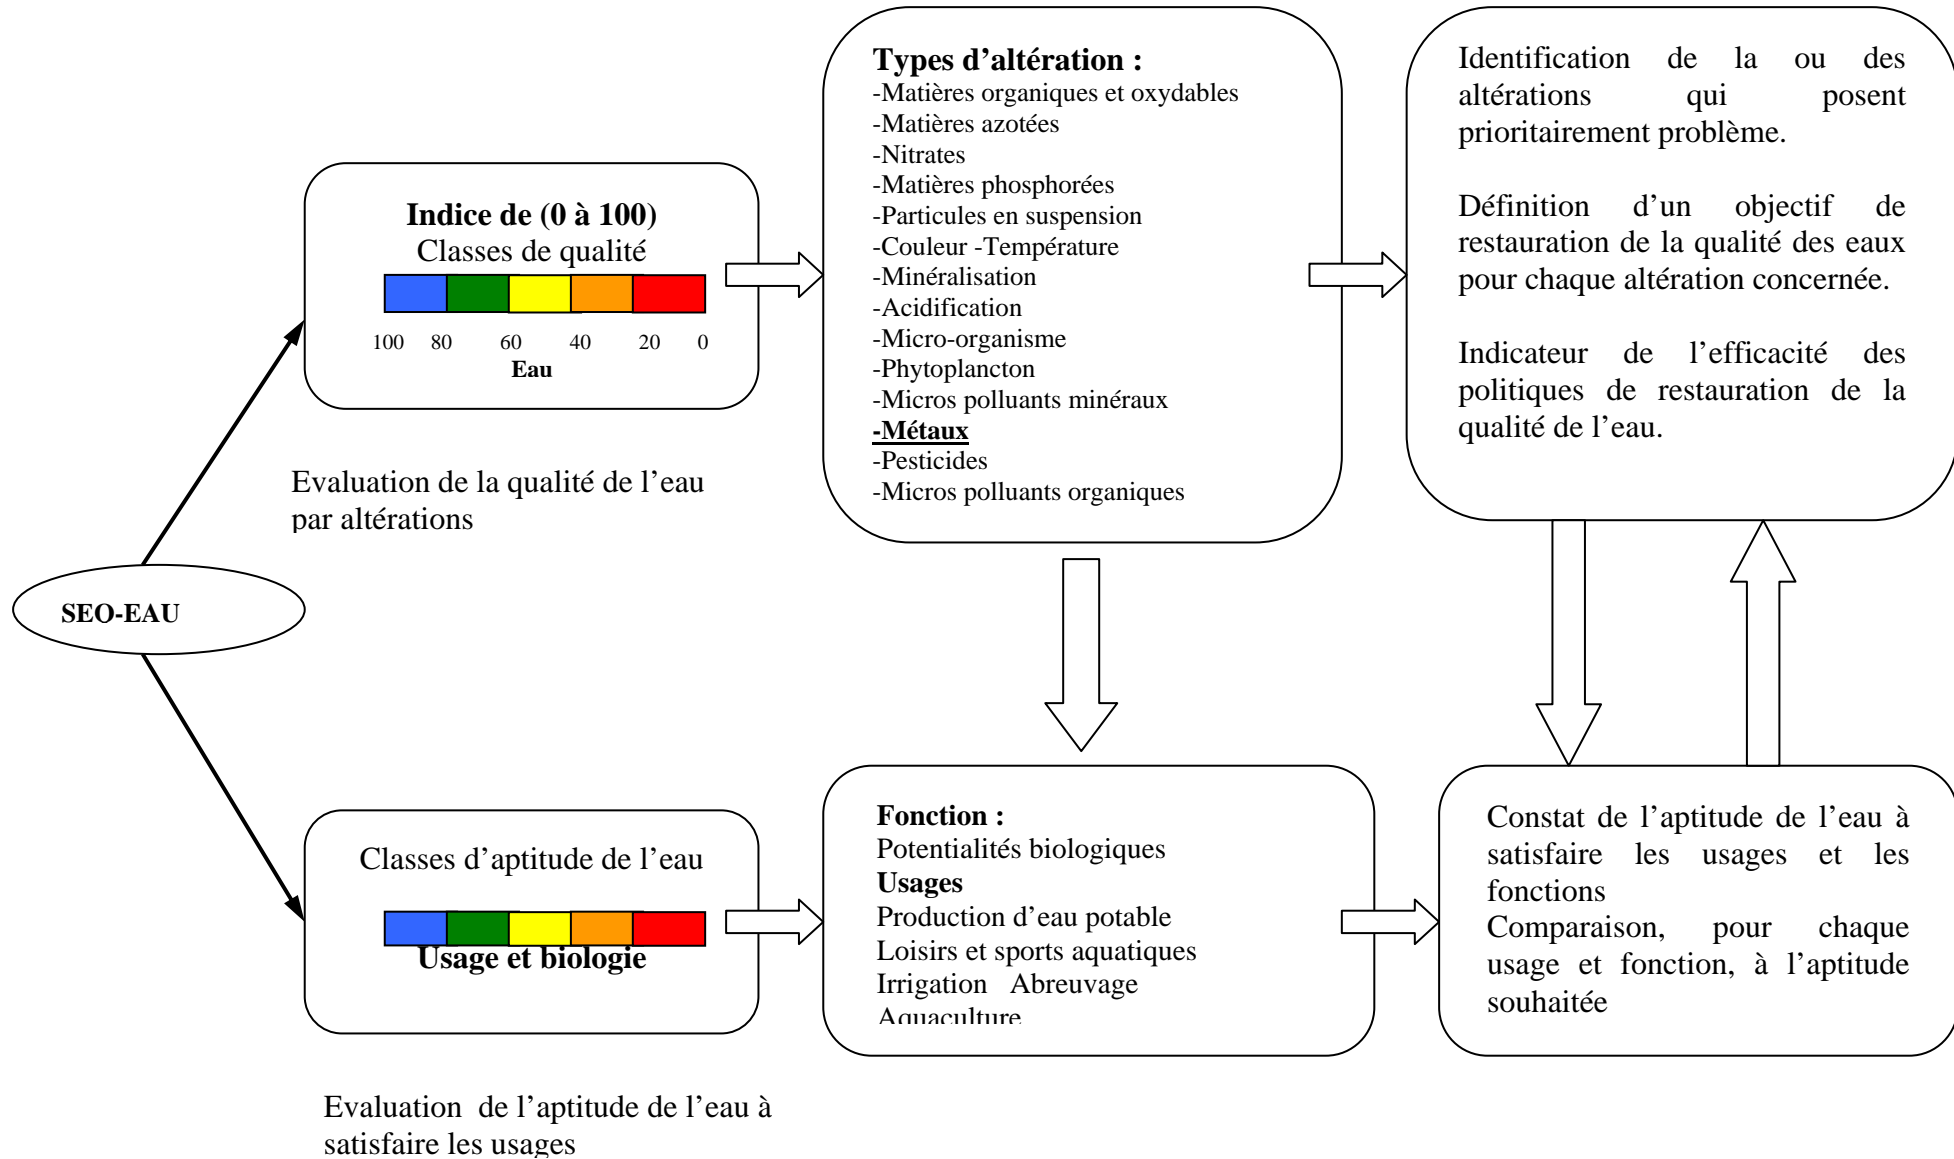 Types d’altération :
-Matières organiques et oxydables
-Matières azotées
-Nitrates
-Matières phosphorées
-Particules en suspension
-Couleur -Température
-Minéralisation
-Acidification
-Micro-organisme
-Phytoplancton
-Micros polluants minéraux
-Métaux
-Pesticides
-Micros polluants organiques
Identification de la ou des
altérations qui posent
prioritairement problème.
Définition d’un objectif de
restauration de la qualité des eaux
pour chaque altération concernée.
Indicateur de l’efficacité des
politiques de restauration de la
qualité de l’eau.
Indice de (0 à 100)
Classes de qualité
100 80 60 40 20 0
Eau
Evaluation de la qualité de l’eau
par altérations
SEO-EAU
Classes d’aptitude de l’eau
Usage et biologie
Fonction :
Potentialités biologiques
Usages
Production d’eau potable
Loisirs et sports aquatiques
Irrigation Abreuvage
Aquaculture
Constat de l’aptitude de l’eau à
satisfaire les usages et les
fonctions
Comparaison, pour chaque
usage et fonction, à l’aptitude
souhaitée
Evaluation de l’aptitude de l’eau à
satisfaire les usages